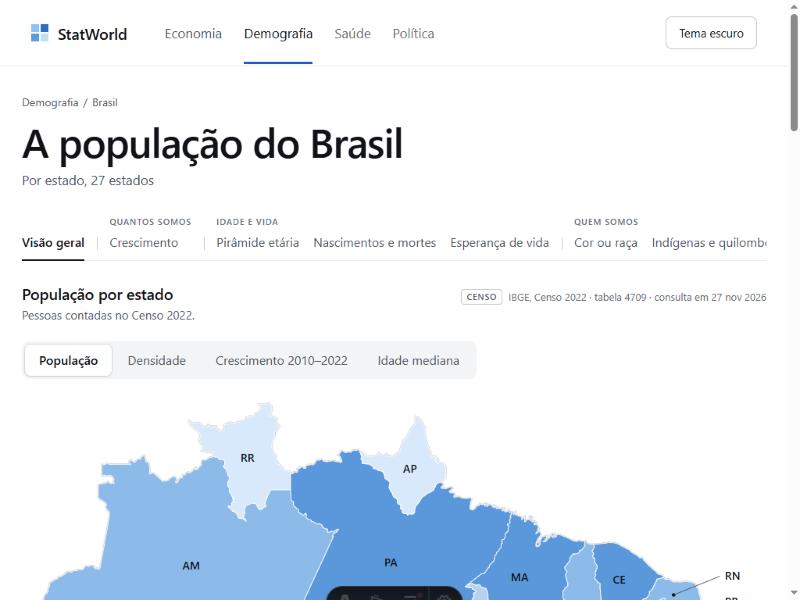 StatWorld
Economia Demografia Saúde Política
Tema escuro
Demografia / Brasil
A população do Brasil
Por estado, 27 estados
QUANTOS SOMOS IDADE E VIDA QUEM SOMOS
Visão geral Crescimento Pirâmide etária Nascimentos e mortes Esperança de vida Cor ou raça Indígenas e
População por estado
CENSO IBGE, Censo 2022 · tabela 4709 · consulta em 27 nov 2026
Pessoas contadas no Censo 2022.
População Densidade Crescimento 2010–2022 Idade mediana
RR
AP
AM
PA
MA
CE
RN